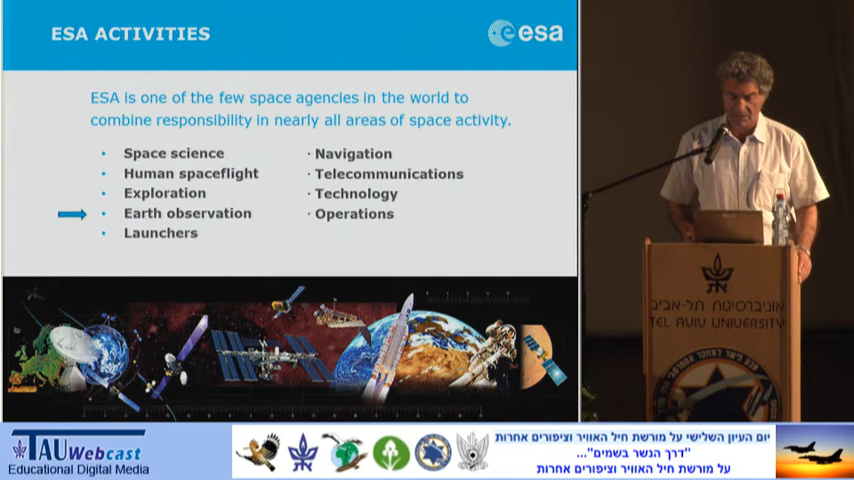 ESA ACTIVITIES
esa
ESA is one of the few space agencies in the world to
combine responsibility in nearly all areas of space activity.
• Space science
• Human spaceflight
• Exploration
• Earth observation
• Launchers
· Navigation
· Telecommunications
· Technology
· Operations
אוניברסיטת תל-אביב
TEL AVIV UNIVERSITY
TAU Webcast
Educational Digital Media
יום העיון השלישי על מורשת חיל האוויר וציפורים אחרות
"דרך הנשר בשמים"...
על מורשת חיל האוויר וציפורים אחרות